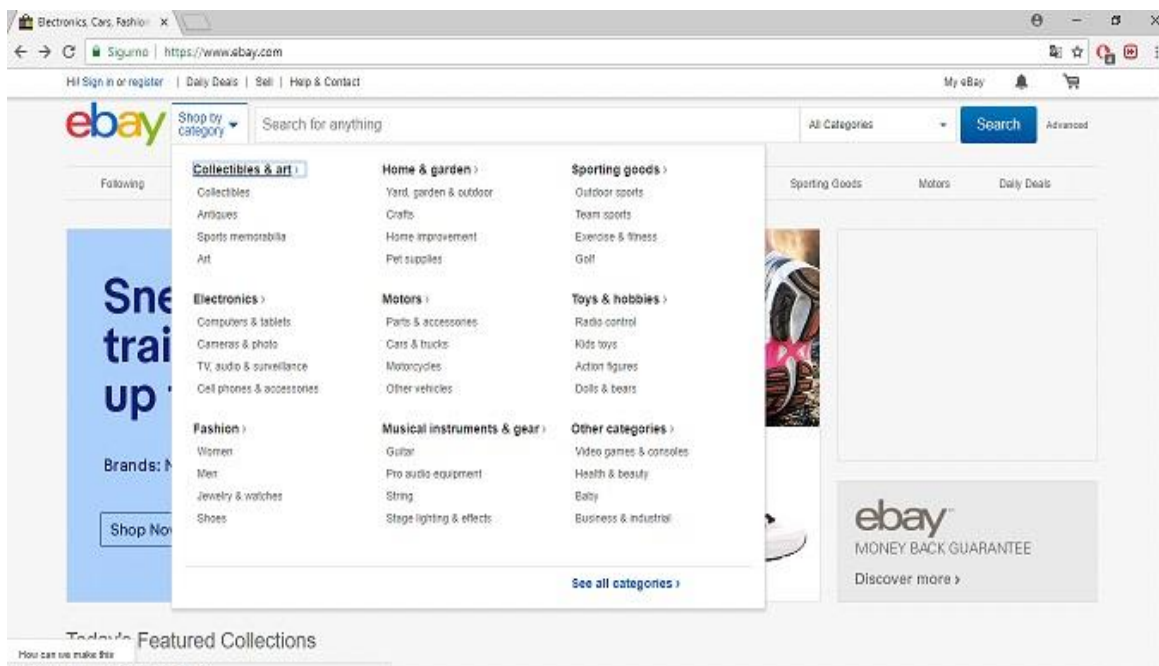 Electronics, Cars, Fashion
Sigurno | https://www.ebay.com
Hi! Sign in or register | Daily Deals | Sell | Help & Contact
My eBay
ebay
Shop by category
Search for anything
All Categories
Search
Advanced
Following
Sporting Goods
Motors
Daily Deals
Collectibles & art ›
Collectibles
Antiques
Sports memorabilia
Art
Home & garden ›
Yard, garden & outdoor
Crafts
Home improvement
Pet supplies
Sporting goods ›
Outdoor sports
Team sports
Exercise & fitness
Golf
Electronics ›
Computers & tablets
Cameras & photo
TV, audio & surveillance
Cell phones & accessories
Motors ›
Parts & accessories
Cars & trucks
Motorcycles
Other vehicles
Toys & hobbies ›
Radio control
Kids toys
Action figures
Dolls & bears
Fashion ›
Women
Men
Jewelry & watches
Shoes
Musical instruments & gear ›
Guitar
Pro audio equipment
String
Stage lighting & effects
Other categories ›
Video games & consoles
Health & beauty
Baby
Business & industrial
See all categories ›
Sne
trai
up
Brands: N
Shop Now
ebay
MONEY BACK GUARANTEE
Discover more ›
Today's Featured Collections
How can we make this